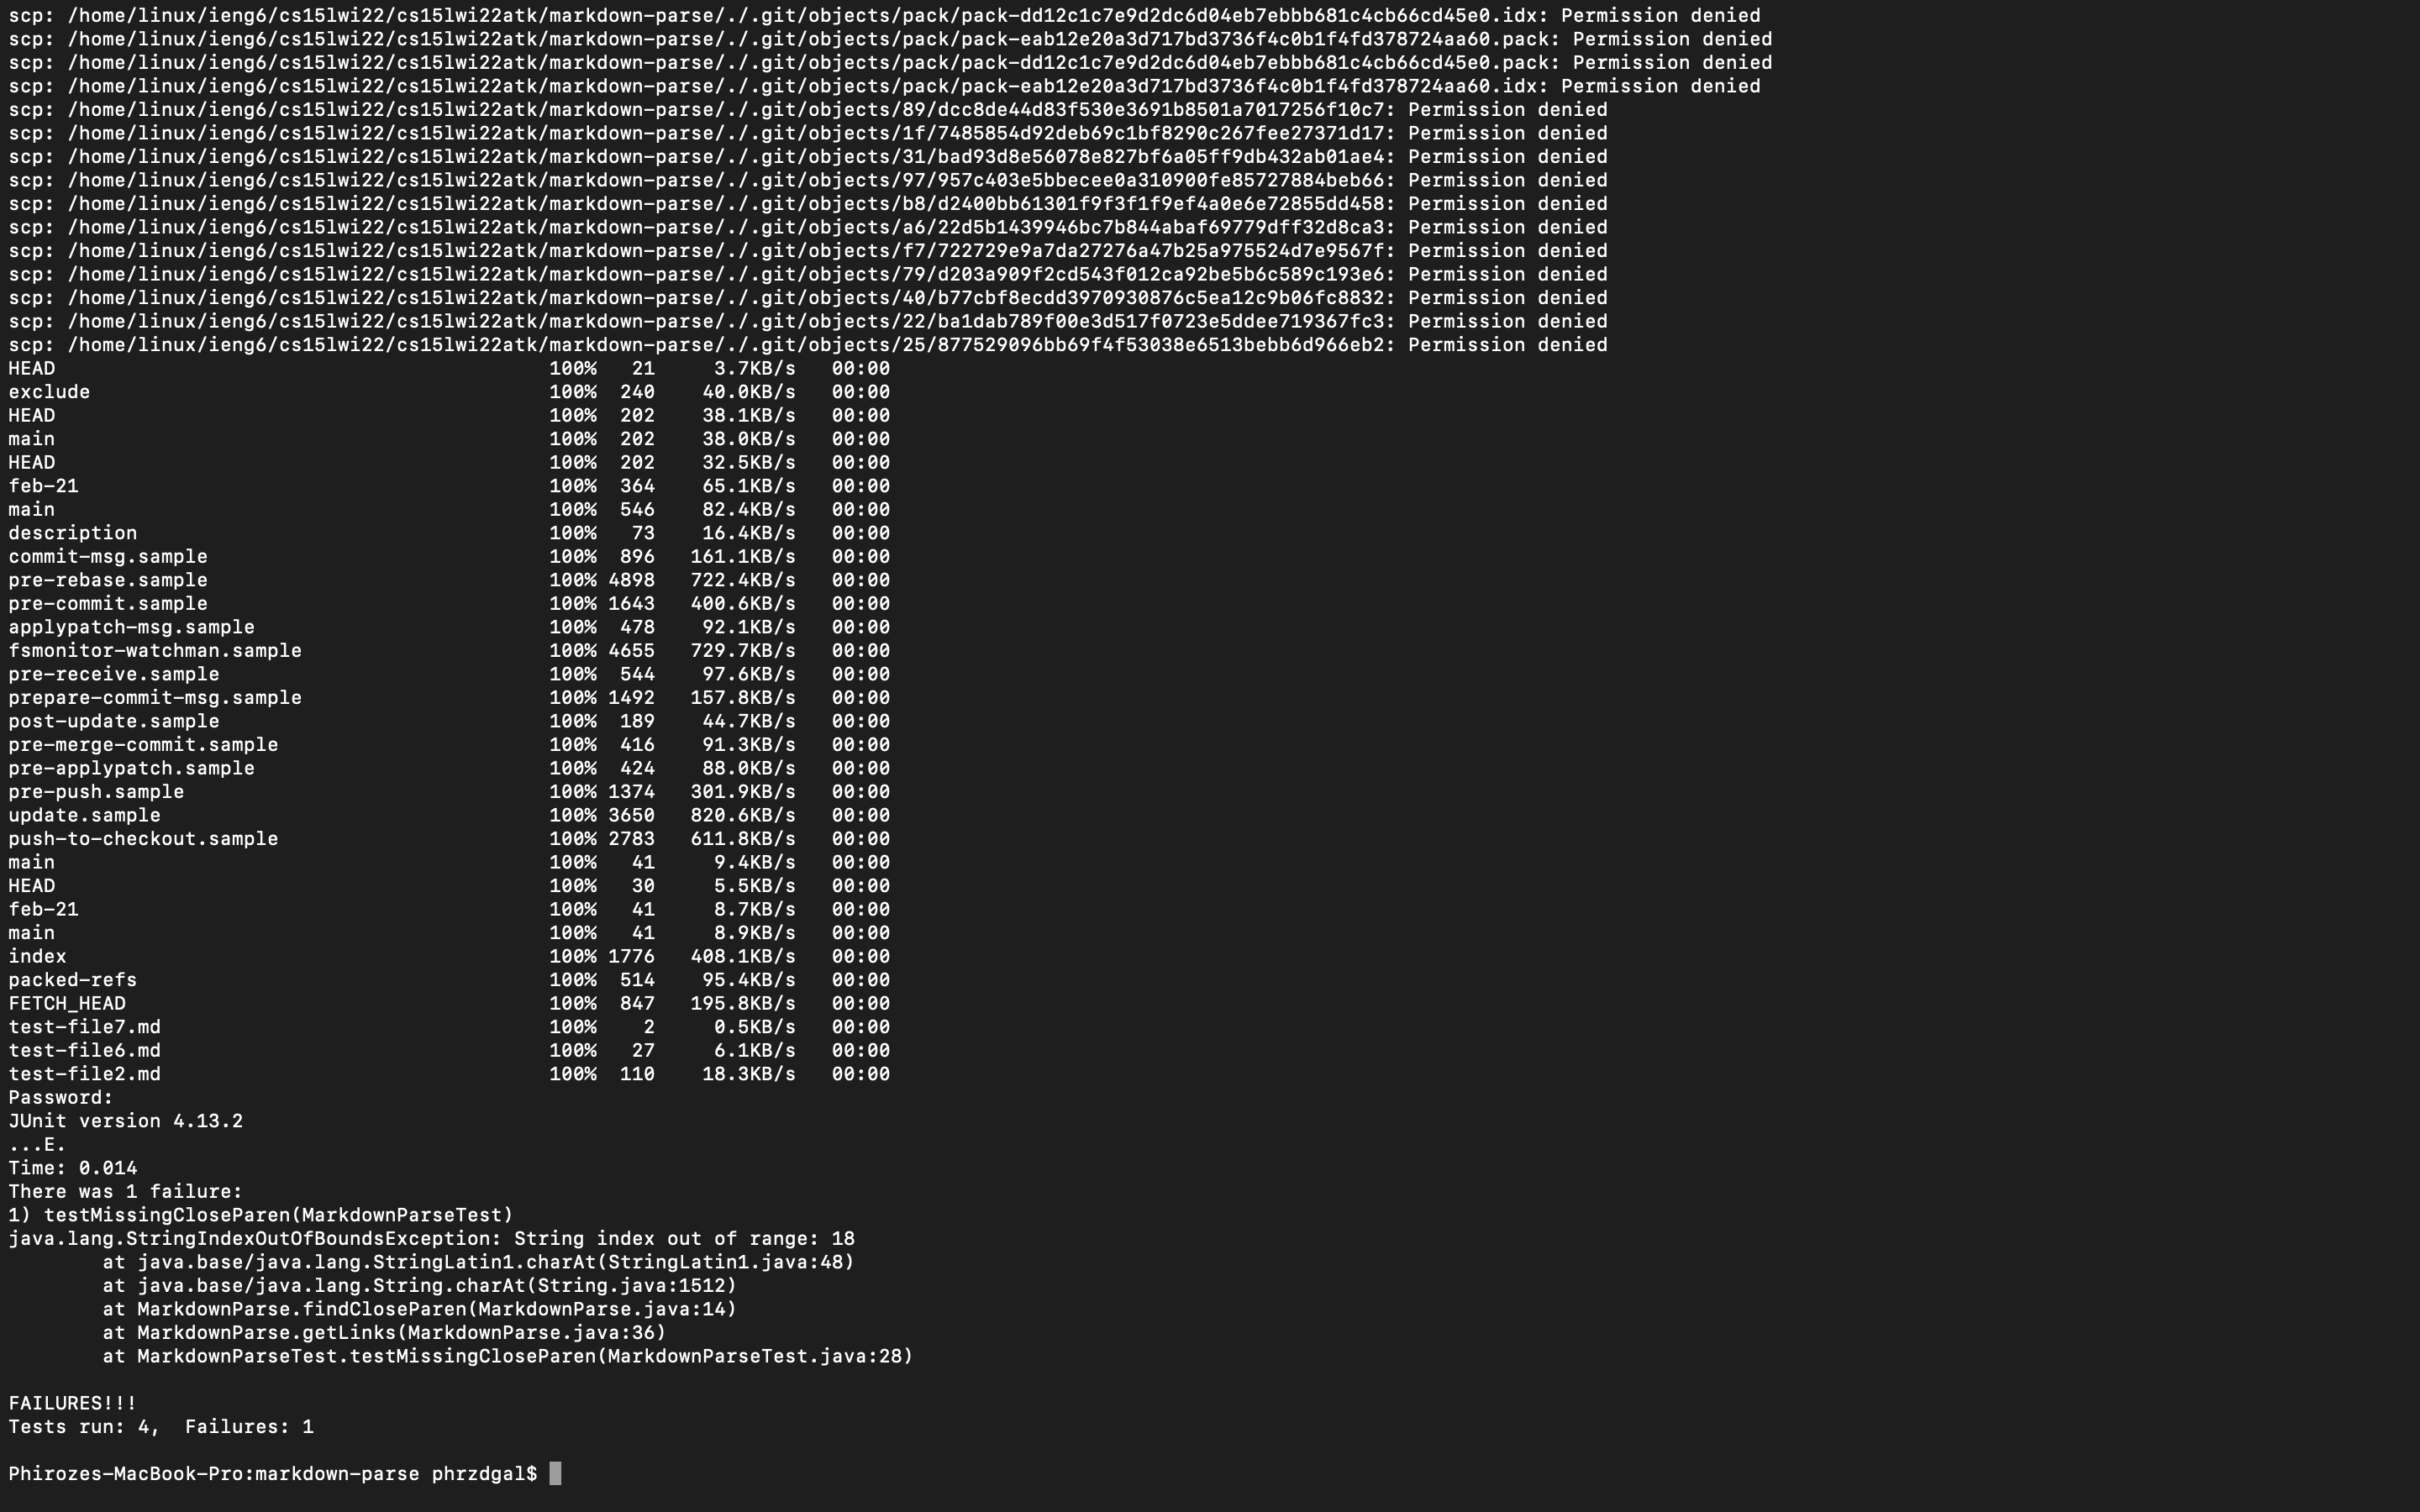 scp: /home/linux/ieng6/cs15lwi22/cs15lwi22atk/markdown-parse/./.git/objects/pack/pack-dd12c1c7e9d2dc6d04eb7ebbb681c4cb66cd45e0.idx: Permission denied
scp: /home/linux/ieng6/cs15lwi22/cs15lwi22atk/markdown-parse/./.git/objects/pack/pack-eab12e20a3d717bd3736f4c0b1f4fd378724aa60.pack: Permission denied
scp: /home/linux/ieng6/cs15lwi22/cs15lwi22atk/markdown-parse/./.git/objects/pack/pack-dd12c1c7e9d2dc6d04eb7ebbb681c4cb66cd45e0.pack: Permission denied
scp: /home/linux/ieng6/cs15lwi22/cs15lwi22atk/markdown-parse/./.git/objects/pack/pack-eab12e20a3d717bd3736f4c0b1f4fd378724aa60.idx: Permission denied
scp: /home/linux/ieng6/cs15lwi22/cs15lwi22atk/markdown-parse/./.git/objects/89/dcc8de44d83f530e3691b8501a7017256f10c7: Permission denied
scp: /home/linux/ieng6/cs15lwi22/cs15lwi22atk/markdown-parse/./.git/objects/1f/7485854d92deb69c1bf8290c267fee27371d17: Permission denied
scp: /home/linux/ieng6/cs15lwi22/cs15lwi22atk/markdown-parse/./.git/objects/31/bad93d8e56078e827bf6a05ff9db432ab01ae4: Permission denied
scp: /home/linux/ieng6/cs15lwi22/cs15lwi22atk/markdown-parse/./.git/objects/97/957c403e5bbecee0a310900fe85727884beb66: Permission denied
scp: /home/linux/ieng6/cs15lwi22/cs15lwi22atk/markdown-parse/./.git/objects/b8/d2400bb61301f9f3f1f9ef4a0e6e72855dd458: Permission denied
scp: /home/linux/ieng6/cs15lwi22/cs15lwi22atk/markdown-parse/./.git/objects/a6/22d5b1439946bc7b844abaf69779dff32d8ca3: Permission denied
scp: /home/linux/ieng6/cs15lwi22/cs15lwi22atk/markdown-parse/./.git/objects/f7/722729e9a7da27276a47b25a975524d7e9567f: Permission denied
scp: /home/linux/ieng6/cs15lwi22/cs15lwi22atk/markdown-parse/./.git/objects/79/d203a909f2cd543f012ca92be5b6c589c193e6: Permission denied
scp: /home/linux/ieng6/cs15lwi22/cs15lwi22atk/markdown-parse/./.git/objects/40/b77cbf8ecdd3970930876c5ea12c9b06fc8832: Permission denied
scp: /home/linux/ieng6/cs15lwi22/cs15lwi22atk/markdown-parse/./.git/objects/22/ba1dab789f00e3d517f0723e5ddee719367fc3: Permission denied
scp: /home/linux/ieng6/cs15lwi22/cs15lwi22atk/markdown-parse/./.git/objects/25/877529096bb69f4f53038e6513bebb6d966eb2: Permission denied
HEAD 100% 21 3.7KB/s 00:00
exclude 100% 240 40.0KB/s 00:00
HEAD 100% 202 38.1KB/s 00:00
main 100% 202 38.0KB/s 00:00
HEAD 100% 202 32.5KB/s 00:00
feb-21 100% 364 65.1KB/s 00:00
main 100% 546 82.4KB/s 00:00
description 100% 73 16.4KB/s 00:00
commit-msg.sample 100% 896 161.1KB/s 00:00
pre-rebase.sample 100% 4898 722.4KB/s 00:00
pre-commit.sample 100% 1643 400.6KB/s 00:00
applypatch-msg.sample 100% 478 92.1KB/s 00:00
fsmonitor-watchman.sample 100% 4655 729.7KB/s 00:00
pre-receive.sample 100% 544 97.6KB/s 00:00
prepare-commit-msg.sample 100% 1492 157.8KB/s 00:00
post-update.sample 100% 189 44.7KB/s 00:00
pre-merge-commit.sample 100% 416 91.3KB/s 00:00
pre-applypatch.sample 100% 424 88.0KB/s 00:00
pre-push.sample 100% 1374 301.9KB/s 00:00
update.sample 100% 3650 820.6KB/s 00:00
push-to-checkout.sample 100% 2783 611.8KB/s 00:00
main 100% 41 9.4KB/s 00:00
HEAD 100% 30 5.5KB/s 00:00
feb-21 100% 41 8.7KB/s 00:00
main 100% 41 8.9KB/s 00:00
index 100% 1776 408.1KB/s 00:00
packed-refs 100% 514 95.4KB/s 00:00
FETCH_HEAD 100% 847 195.8KB/s 00:00
test-file7.md 100% 2 0.5KB/s 00:00
test-file6.md 100% 27 6.1KB/s 00:00
test-file2.md 100% 110 18.3KB/s 00:00
Password:
JUnit version 4.13.2
...E.
Time: 0.014
There was 1 failure:
1) testMissingCloseParen(MarkdownParseTest)
java.lang.StringIndexOutOfBoundsException: String index out of range: 18
at java.base/java.lang.StringLatin1.charAt(StringLatin1.java:48)
at java.base/java.lang.String.charAt(String.java:1512)
at MarkdownParse.findCloseParen(MarkdownParse.java:14)
at MarkdownParse.getLinks(MarkdownParse.java:36)
at MarkdownParseTest.testMissingCloseParen(MarkdownParseTest.java:28)
FAILURES!!!
Tests run: 4,  Failures: 1
Phirozes-MacBook-Pro:markdown-parse phrzdgal$